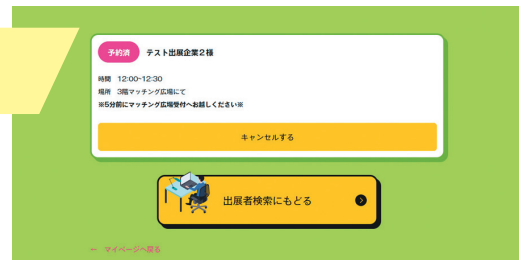 予約済 テスト出展企業2様
時間 12:00~12:30
場所 3階マッチング広場にて
※5分前にマッチング広場受付へお越しください※
キャンセルする
出展者検索にもどる
← マイページへ戻る